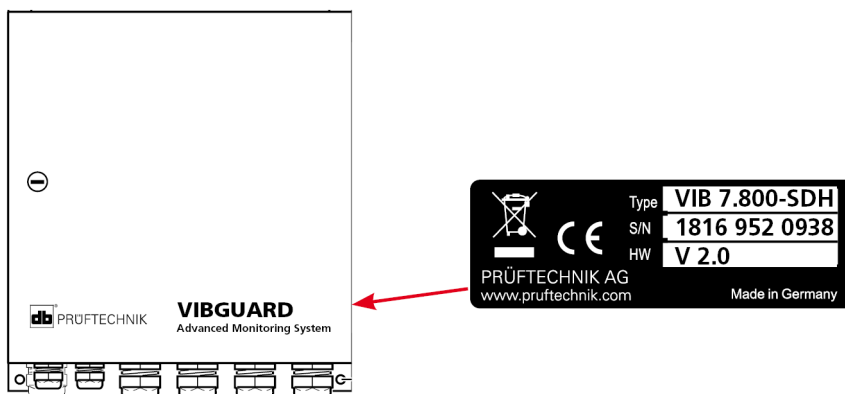 db PRÜFTECHNIK
VIBGUARD
Advanced Monitoring System
Type VIB 7.800-SDH
S/N 1816 952 0938
HW V 2.0
CE
PRÜFTECHNIK AG
www.pruftechnik.com
Made in Germany